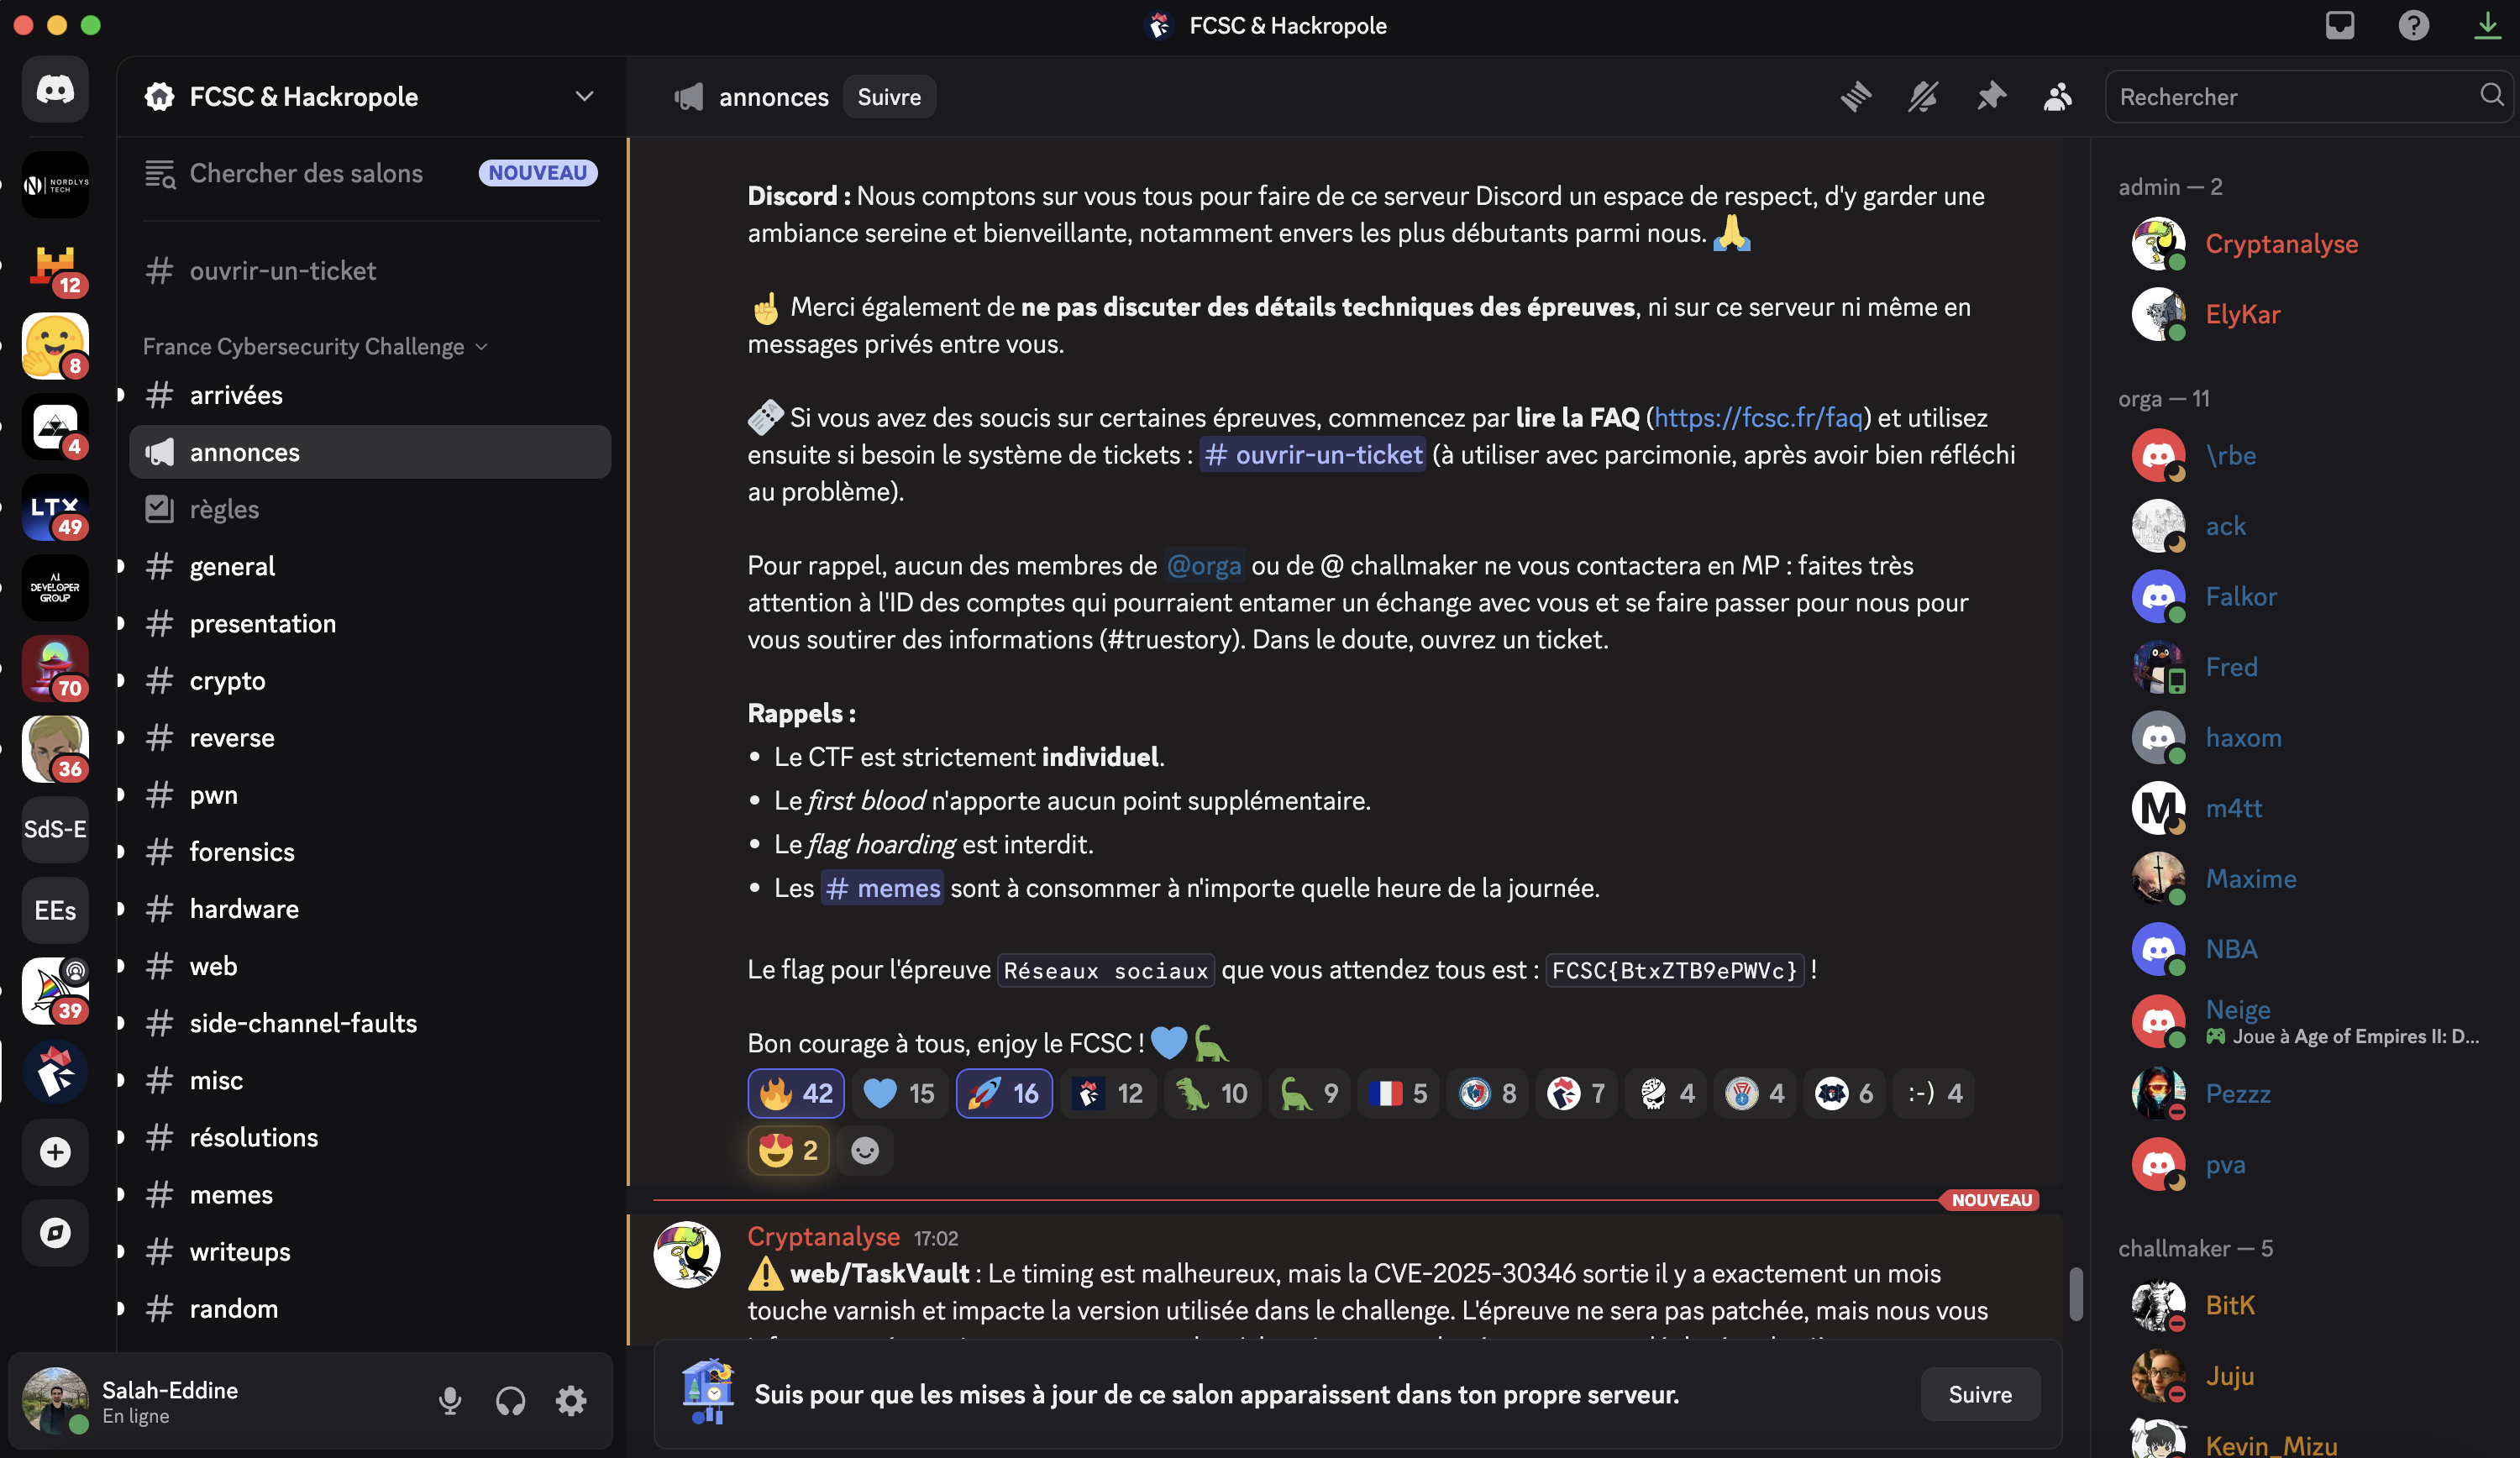 FCSC & Hackropole
FCSC & Hackropole
Chercher des salons NOUVEAU
# ouvrir-un-ticket
France Cybersecurity Challenge
# arrivées
annonces
règles
# general
# presentation
# crypto
# reverse
# pwn
# forensics
# hardware
# web
# side-channel-faults
# misc
# résolutions
# memes
# writeups
# random
NORDLYS
TECH
12
8
4
LTX
49
AI
DEVELOPER
GROUP
70
36
SdS-E
EEs
39
Salah-Eddine
En ligne
annonces Suivre
Rechercher
Discord : Nous comptons sur vous tous pour faire de ce serveur Discord un espace de respect, d'y garder une
ambiance sereine et bienveillante, notamment envers les plus débutants parmi nous. 🙏
☝️ Merci également de ne pas discuter des détails techniques des épreuves, ni sur ce serveur ni même en
messages privés entre vous.
Si vous avez des soucis sur certaines épreuves, commencez par lire la FAQ (https://fcsc.fr/faq) et utilisez
ensuite si besoin le système de tickets : # ouvrir-un-ticket (à utiliser avec parcimonie, après avoir bien réfléchi
au problème).
Pour rappel, aucun des membres de @orga ou de @ challmaker ne vous contactera en MP : faites très
attention à l'ID des comptes qui pourraient entamer un échange avec vous et se faire passer pour nous pour
vous soutirer des informations (#truestory). Dans le doute, ouvrez un ticket.
Rappels :
• Le CTF est strictement individuel.
• Le first blood n'apporte aucun point supplémentaire.
• Le flag hoarding est interdit.
• Les # memes sont à consommer à n'importe quelle heure de la journée.
Le flag pour l'épreuve Réseaux sociaux que vous attendez tous est : FCSC{BtxZTB9ePWVc} !
Bon courage à tous, enjoy le FCSC ! 💙🦕
🔥 42 💙 15 🚀 16 12 🦖 10 🦕 9 🇫🇷 5 8 7 4 4 6 :-) 4
😍 2
NOUVEAU
Cryptanalyse 17:02
⚠️ web/TaskVault : Le timing est malheureux, mais la CVE-2025-30346 sortie il y a exactement un mois
touche varnish et impacte la version utilisée dans le challenge. L'épreuve ne sera pas patchée, mais nous vous
Suis pour que les mises à jour de ce salon apparaissent dans ton propre serveur. Suivre
admin — 2
Cryptanalyse
ElyKar
orga — 11
\rbe
ack
Falkor
Fred
haxom
M m4tt
Maxime
NBA
Neige
Joue à Age of Empires II: D...
Pezzz
pva
challmaker — 5
BitK
Juju
Kevin_Mizu